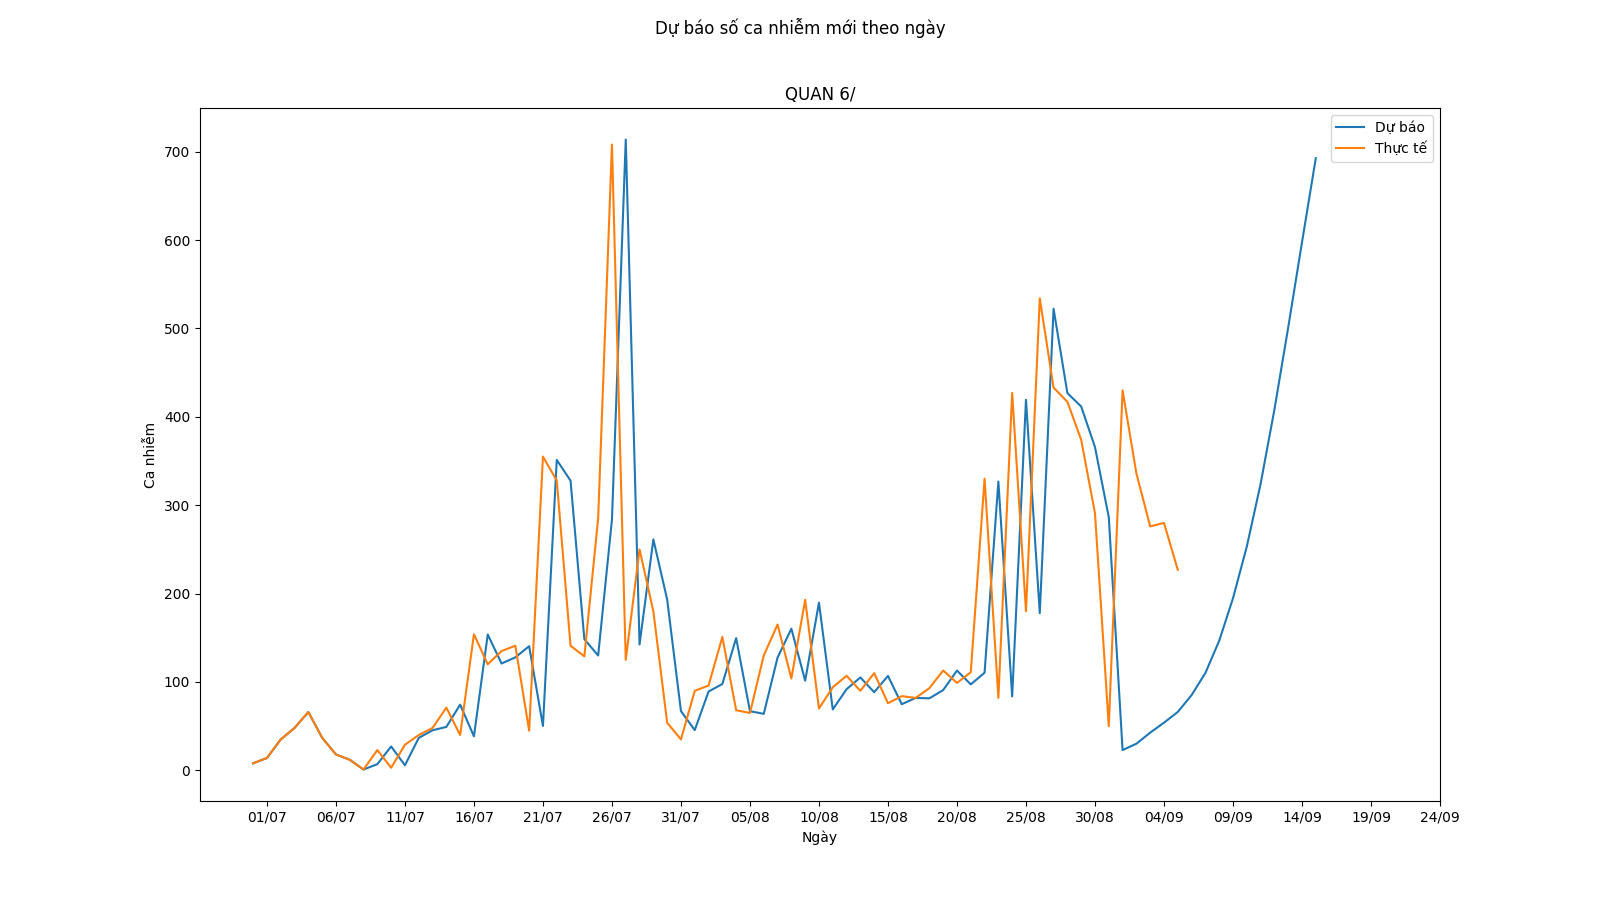 Dự báo số ca nhiễm mới theo ngày
QUAN 6/
Dự báo
Thực tế
700
600
500
400
300
200
100
0
Ca nhiễm
01/07 06/07 11/07 16/07 21/07 26/07 31/07 05/08 10/08 15/08 20/08 25/08 30/08 04/09 09/09 14/09 19/09 24/09
Ngày